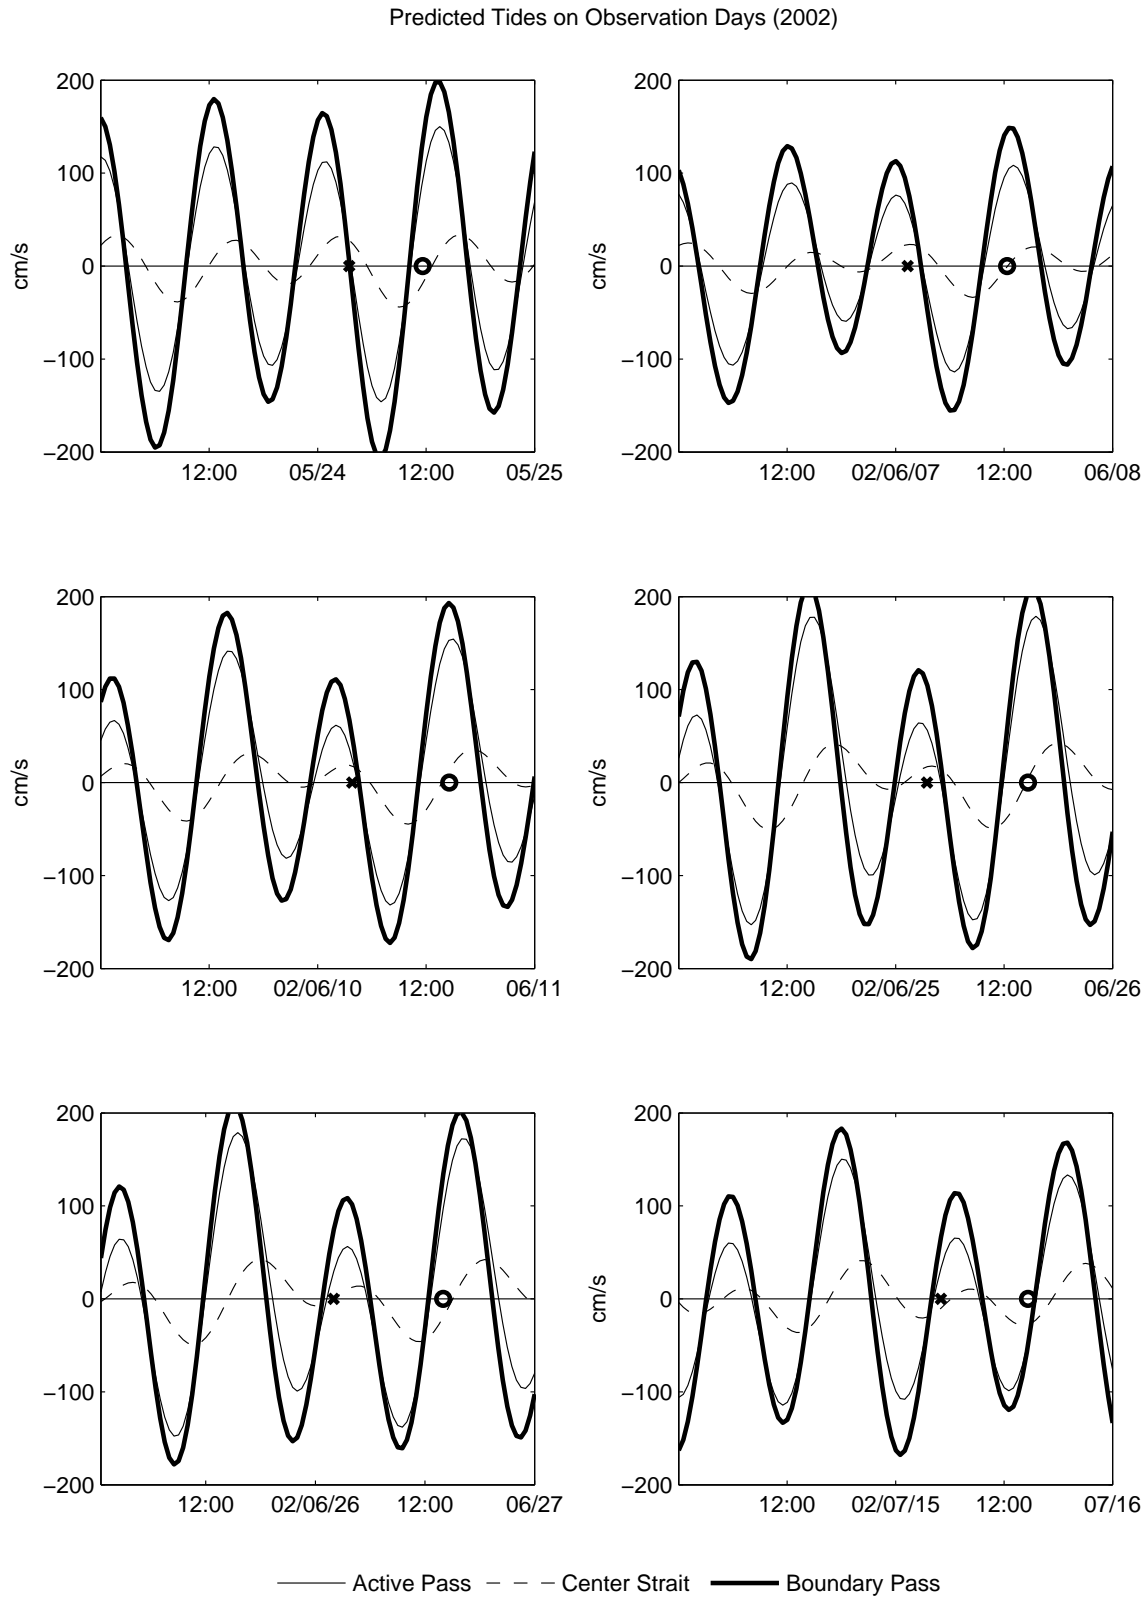 Predicted Tides on Observation Days (2002)
200
100
0
−100
−200
cm/s
12:00 05/24 12:00 05/25
200
100
0
−100
−200
cm/s
12:00 02/06/07 12:00 06/08
200
100
0
−100
−200
cm/s
12:00 02/06/10 12:00 06/11
200
100
0
−100
−200
cm/s
12:00 02/06/25 12:00 06/26
200
100
0
−100
−200
cm/s
12:00 02/06/26 12:00 06/27
200
100
0
−100
−200
cm/s
12:00 02/07/15 12:00 07/16
Active Pass Center Strait Boundary Pass